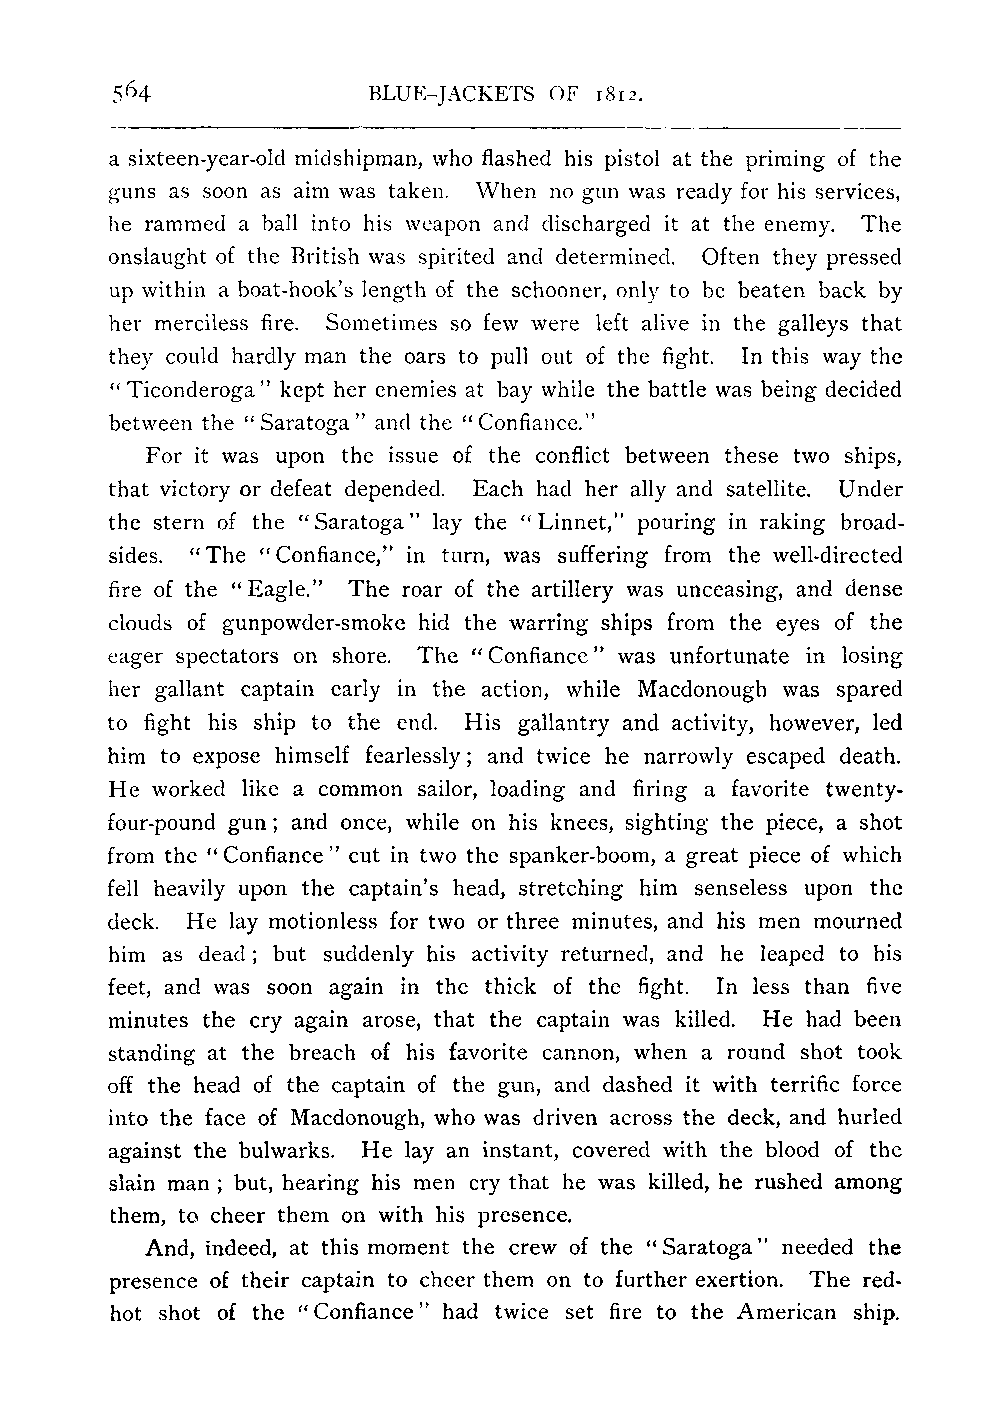 564 BLUE-JACKETS OF 1812.
a sixteen-year-old midshipman, who flashed his pistol at the priming of the
guns as soon as aim was taken. When no gun was ready for his services,
he rammed a ball into his weapon and discharged it at the enemy. The
onslaught of the British was spirited and determined. Often they pressed
up within a boat-hook's length of the schooner, only to be beaten back by
her merciless fire. Sometimes so few were left alive in the galleys that
they could hardly man the oars to pull out of the fight. In this way the
"Ticonderoga" kept her enemies at bay while the battle was being decided
between the "Saratoga" and the "Confiance."
For it was upon the issue of the conflict between these two ships,
that victory or defeat depended. Each had her ally and satellite. Under
the stern of the "Saratoga" lay the "Linnet," pouring in raking broad-
sides. "The "Confiance," in turn, was suffering from the well-directed
fire of the "Eagle." The roar of the artillery was unceasing, and dense
clouds of gunpowder-smoke hid the warring ships from the eyes of the
eager spectators on shore. The "Confiance" was unfortunate in losing
her gallant captain early in the action, while Macdonough was spared
to fight his ship to the end. His gallantry and activity, however, led
him to expose himself fearlessly; and twice he narrowly escaped death.
He worked like a common sailor, loading and firing a favorite twenty-
four-pound gun; and once, while on his knees, sighting the piece, a shot
from the "Confiance" cut in two the spanker-boom, a great piece of which
fell heavily upon the captain's head, stretching him senseless upon the
deck. He lay motionless for two or three minutes, and his men mourned
him as dead; but suddenly his activity returned, and he leaped to his
feet, and was soon again in the thick of the fight. In less than five
minutes the cry again arose, that the captain was killed. He had been
standing at the breach of his favorite cannon, when a round shot took
off the head of the captain of the gun, and dashed it with terrific force
into the face of Macdonough, who was driven across the deck, and hurled
against the bulwarks. He lay an instant, covered with the blood of the
slain man; but, hearing his men cry that he was killed, he rushed among
them, to cheer them on with his presence.
And, indeed, at this moment the crew of the "Saratoga" needed the
presence of their captain to cheer them on to further exertion. The red-
hot shot of the "Confiance" had twice set fire to the American ship.